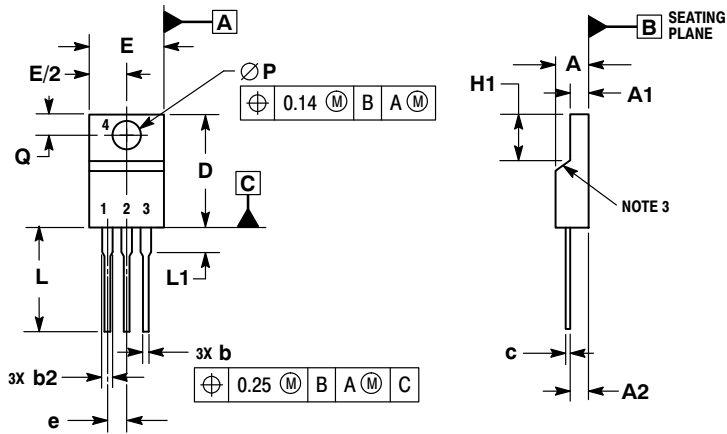 A
E
E/2
∅ P
⌖ 0.14 Ⓜ B A Ⓜ
4
Q
D
C
1 2 3
L
L1
3X b
3X b2
⌖ 0.25 Ⓜ B A Ⓜ C
e
B SEATING
PLANE
A
H1
A1
NOTE 3
c
A2